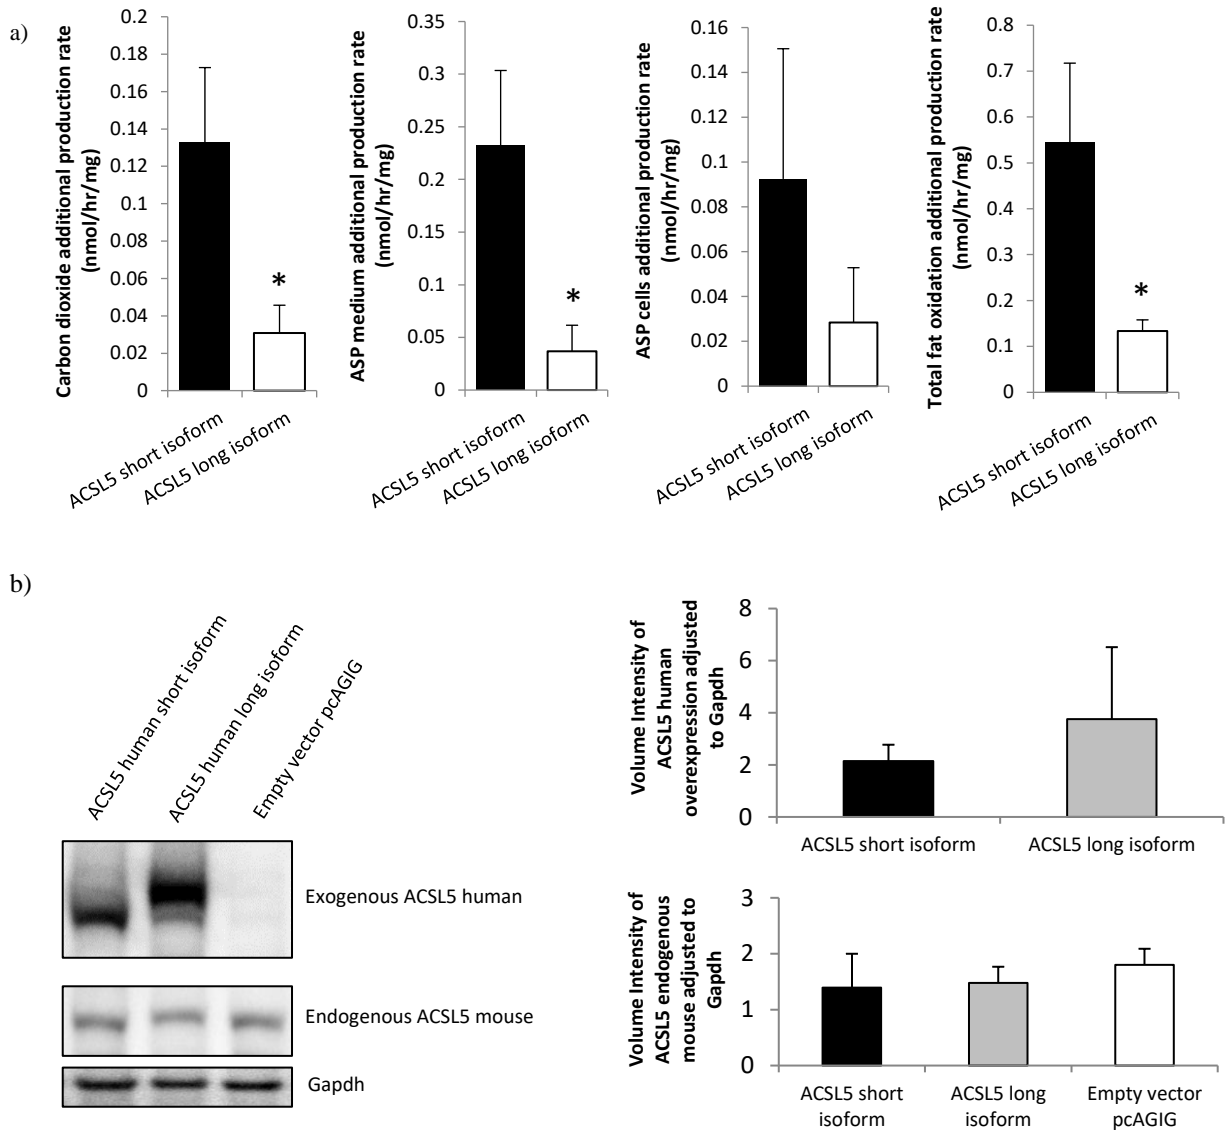 a)
Carbon dioxide additional production rate
(nmol/hr/mg)
0.2
0.18
0.16
0.14
0.12
0.1
0.08
0.06
0.04
0.02
0
*
ACSL5 short isoform
ACSL5 long isoform
ASP medium additional production rate
(nmol/hr/mg)
0.35
0.3
0.25
0.2
0.15
0.1
0.05
0
*
ACSL5 short isoform
ACSL5 long isoform
ASP cells additional production rate
(nmol/hr/mg)
0.16
0.14
0.12
0.1
0.08
0.06
0.04
0.02
0
ACSL5 short isoform
ACSL5 long isoform
Total fat oxidation additional production rate
(nmol/hr/mg)
0.8
0.7
0.6
0.5
0.4
0.3
0.2
0.1
0
*
ACSL5 short isoform
ACSL5 long isoform
b)
ACSL5 human short isoform
ACSL5 human long isoform
Empty vector pcAGIG
Exogenous ACSL5 human
Endogenous ACSL5 mouse
Gapdh
Volume Intensity of
ACSL5 human
overexpression adjusted
to Gapdh
8
6
4
2
0
ACSL5 short isoform
ACSL5 long isoform
Volume Intensity of
ACSL5 endogenous
mouse adjusted to
Gapdh
3
2
1
0
ACSL5 short
isoform
ACSL5 long
isoform
Empty vector
pcAGIG